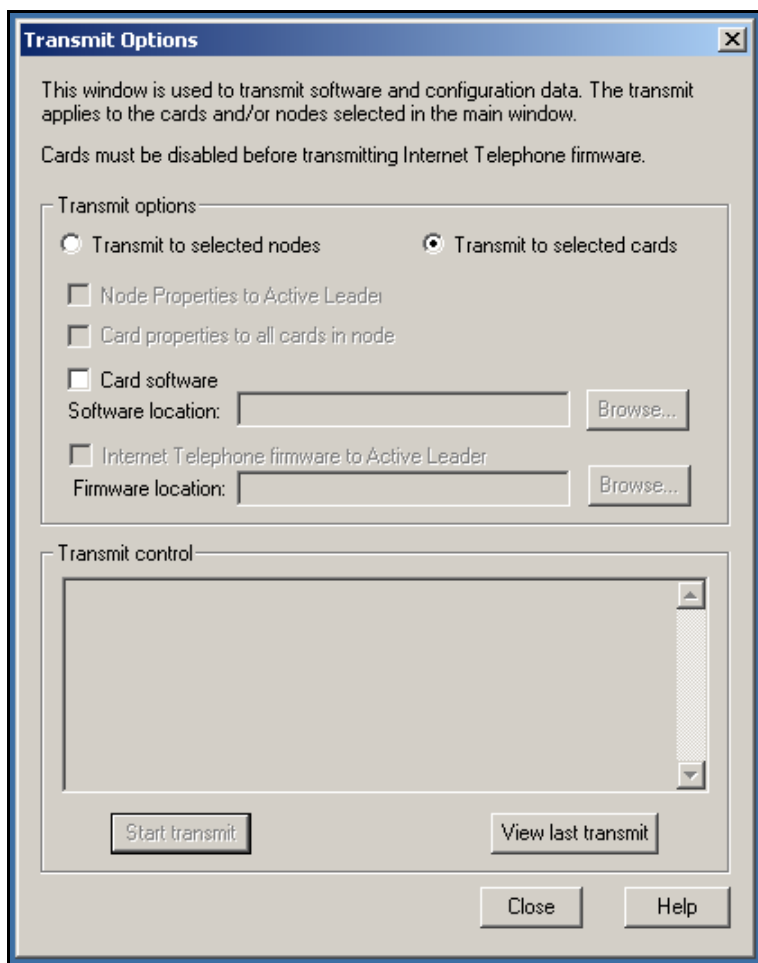 Transmit Options
This window is used to transmit software and configuration data. The transmit
applies to the cards and/or nodes selected in the main window.
Cards must be disabled before transmitting Internet Telephone firmware.
Transmit options
Transmit to selected nodes
Transmit to selected cards
Node Properties to Active Leader
Card properties to all cards in node
Card software
Software location:
Browse...
Internet Telephone firmware to Active Leader
Firmware location:
Browse...
Transmit control
Start transmit
View last transmit
Close
Help